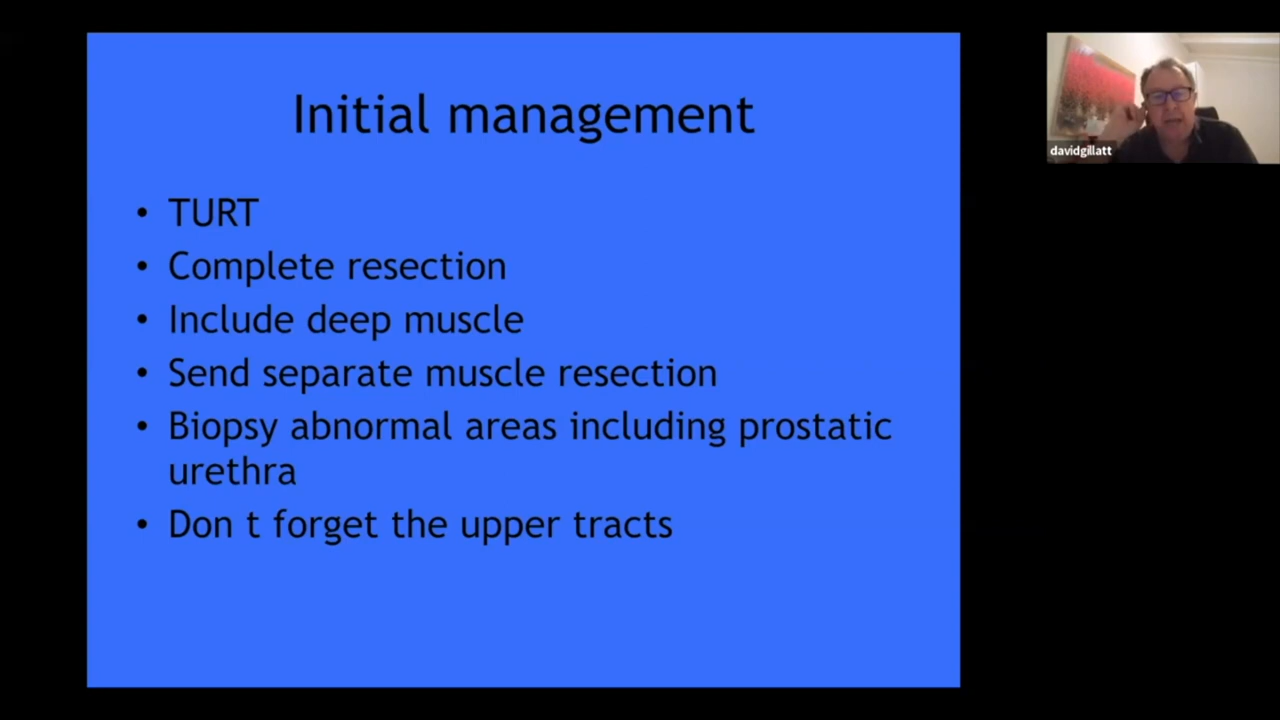 Initial management
• TURT
• Complete resection
• Include deep muscle
• Send separate muscle resection
• Biopsy abnormal areas including prostatic
urethra
• Don t forget the upper tracts
davidgillatt